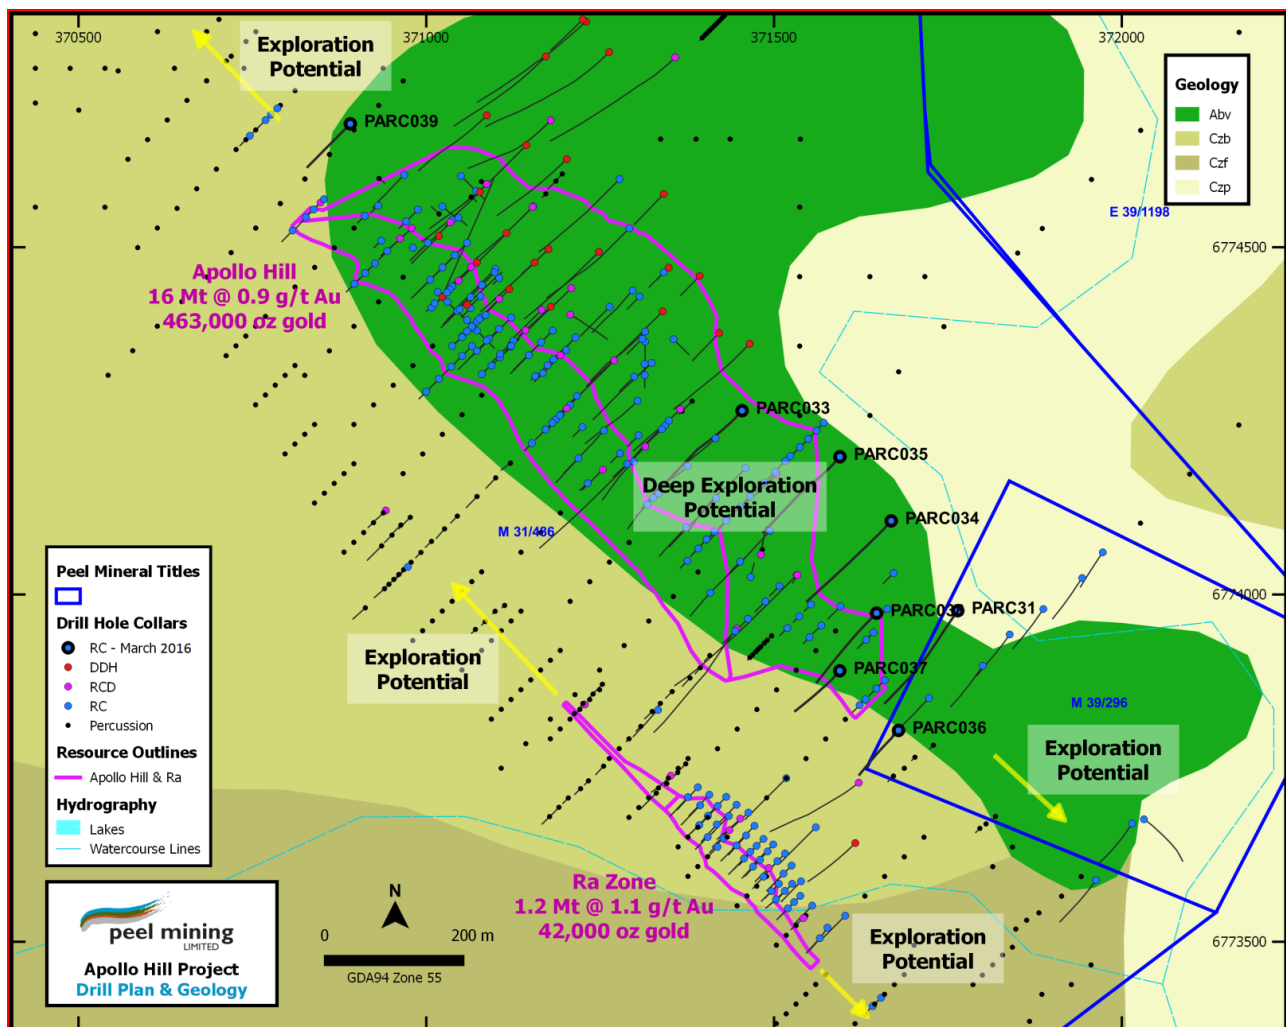 370500
371000
371500
372000
Exploration
Potential
PARC039
Geology
Abv
Czb
Czf
Czp
E 39/1198
6774500
Apollo Hill
16 Mt @ 0.9 g/t Au
463,000 oz gold
PARC033
PARC035
Deep Exploration
Potential
PARC034
M 31/486
Peel Mineral Titles
Drill Hole Collars
RC - March 2016
DDH
RCD
RC
Percussion
Resource Outlines
Apollo Hill & Ra
Hydrography
Lakes
Watercourse Lines
6774000
PARC31
PARC037
Exploration
Potential
M 39/296
PARC036
Exploration
Potential
Ra Zone
1.2 Mt @ 1.1 g/t Au
42,000 oz gold
N
0 200 m
GDA94 Zone 55
Exploration
Potential
6773500
peel mining
LIMITED
Apollo Hill Project
Drill Plan & Geology